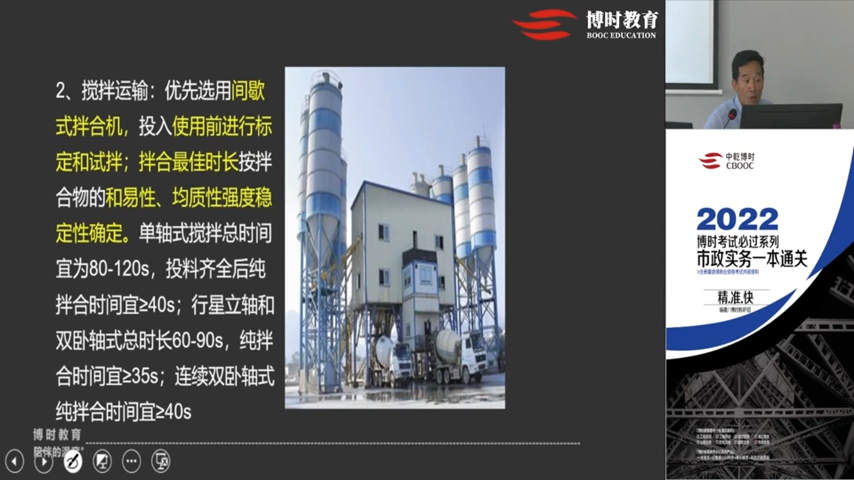 博时教育
BOOC EDUCATION
2、搅拌运输：优先选用间歇
式拌合机，投入使用前进行标
定和试拌；拌合最佳时长按拌
合物的和易性、均质性强度稳
定性确定。单轴式搅拌总时间
宜为80-120s，投料齐全后纯
拌合时间宜≥40s；行星立轴和
双卧轴式总时长60-90s，纯拌
合时间宜≥35s；连续双卧轴式
纯拌合时间宜≥40s
博时教育
陪伴的温度
中乾博时
CBOOC
2022
博时考试必过系列
市政实务一本通关
精,准,快